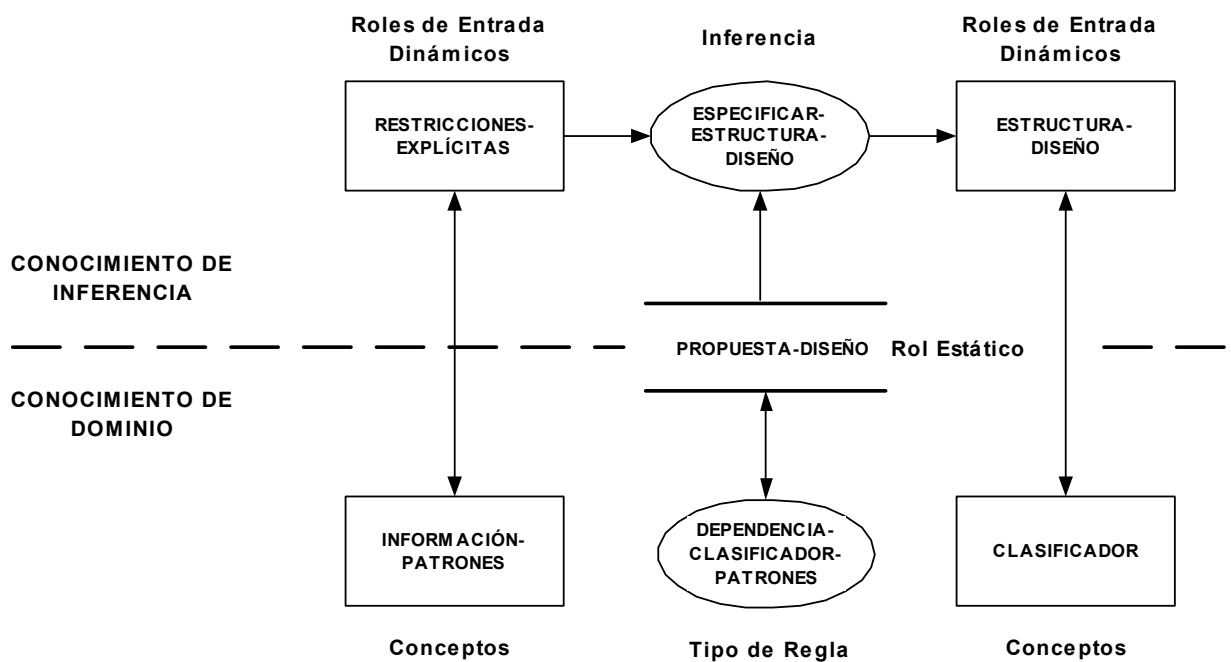 Roles de Entrada
Dinámicos
Inferencia
Roles de Entrada
Dinámicos
RESTRICCIONES-
EXPLÍCITAS
ESPECIFICAR-
ESTRUCTURA-
DISEÑO
ESTRUCTURA-
DISEÑO
CONOCIMIENTO DE
INFERENCIA
PROPUESTA-DISEÑO
Rol Estático
CONOCIMIENTO DE
DOMINIO
INFORMACIÓN-
PATRONES
DEPENDENCIA-
CLASIFICADOR-
PATRONES
CLASIFICADOR
Conceptos
Tipo de Regla
Conceptos